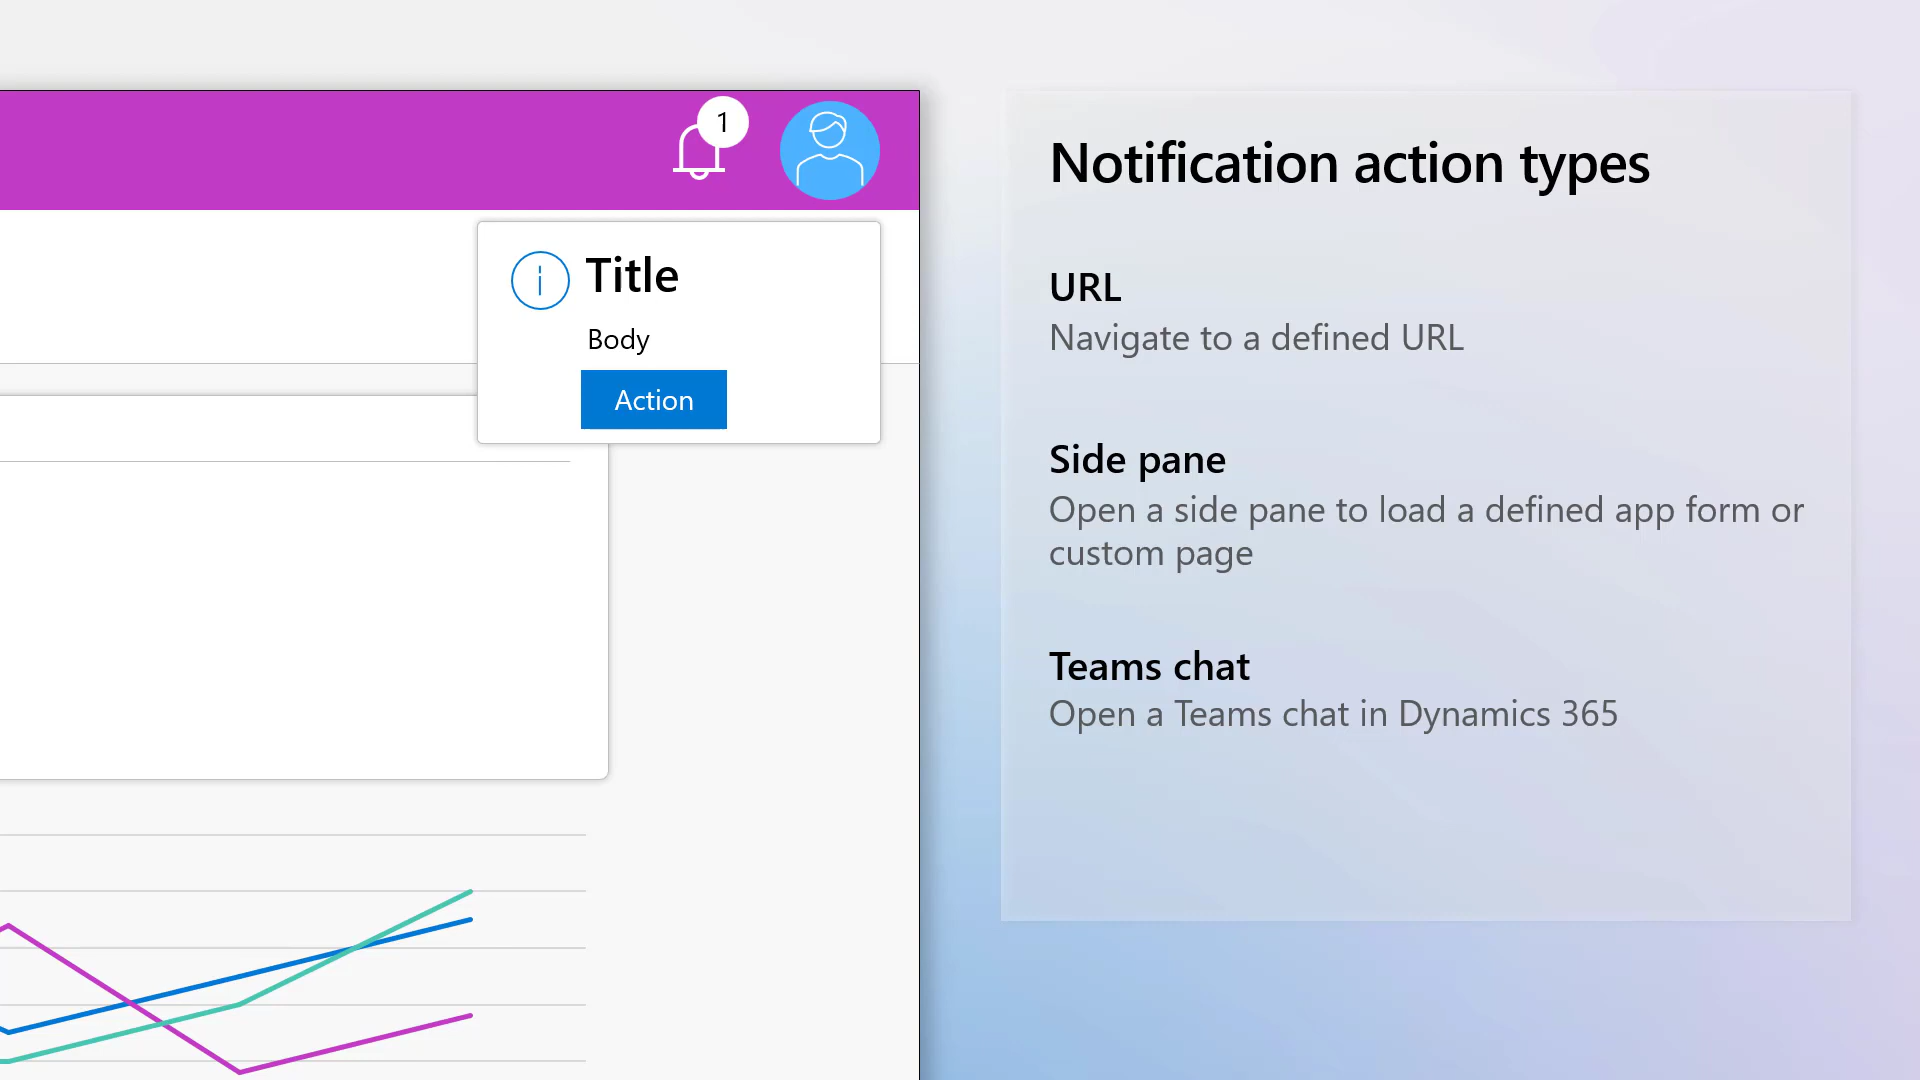 1
Title
Body
Action
Notification action types
URL
Navigate to a defined URL
Side pane
Open a side pane to load a defined app form or
custom page
Teams chat
Open a Teams chat in Dynamics 365